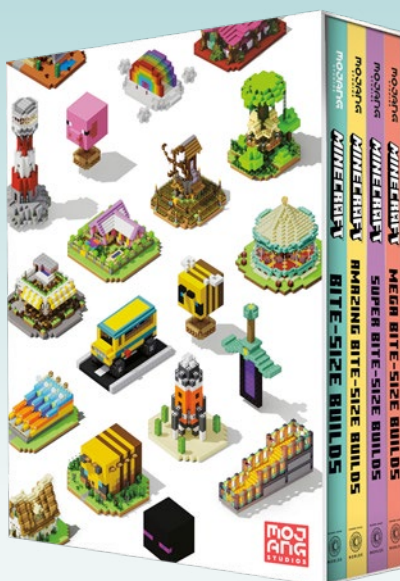 MOJANG
STUDIOS
MINECRAFT
BITE-SIZE BUILDS
MOJANG
STUDIOS
MINECRAFT
AMAZING BITE-SIZE BUILDS
MOJANG
STUDIOS
MINECRAFT
SUPER BITE-SIZE BUILDS
MOJANG
STUDIOS
MINECRAFT
MEGA BITE-SIZE BUILDS
MOJ
ANG
STUDIOS